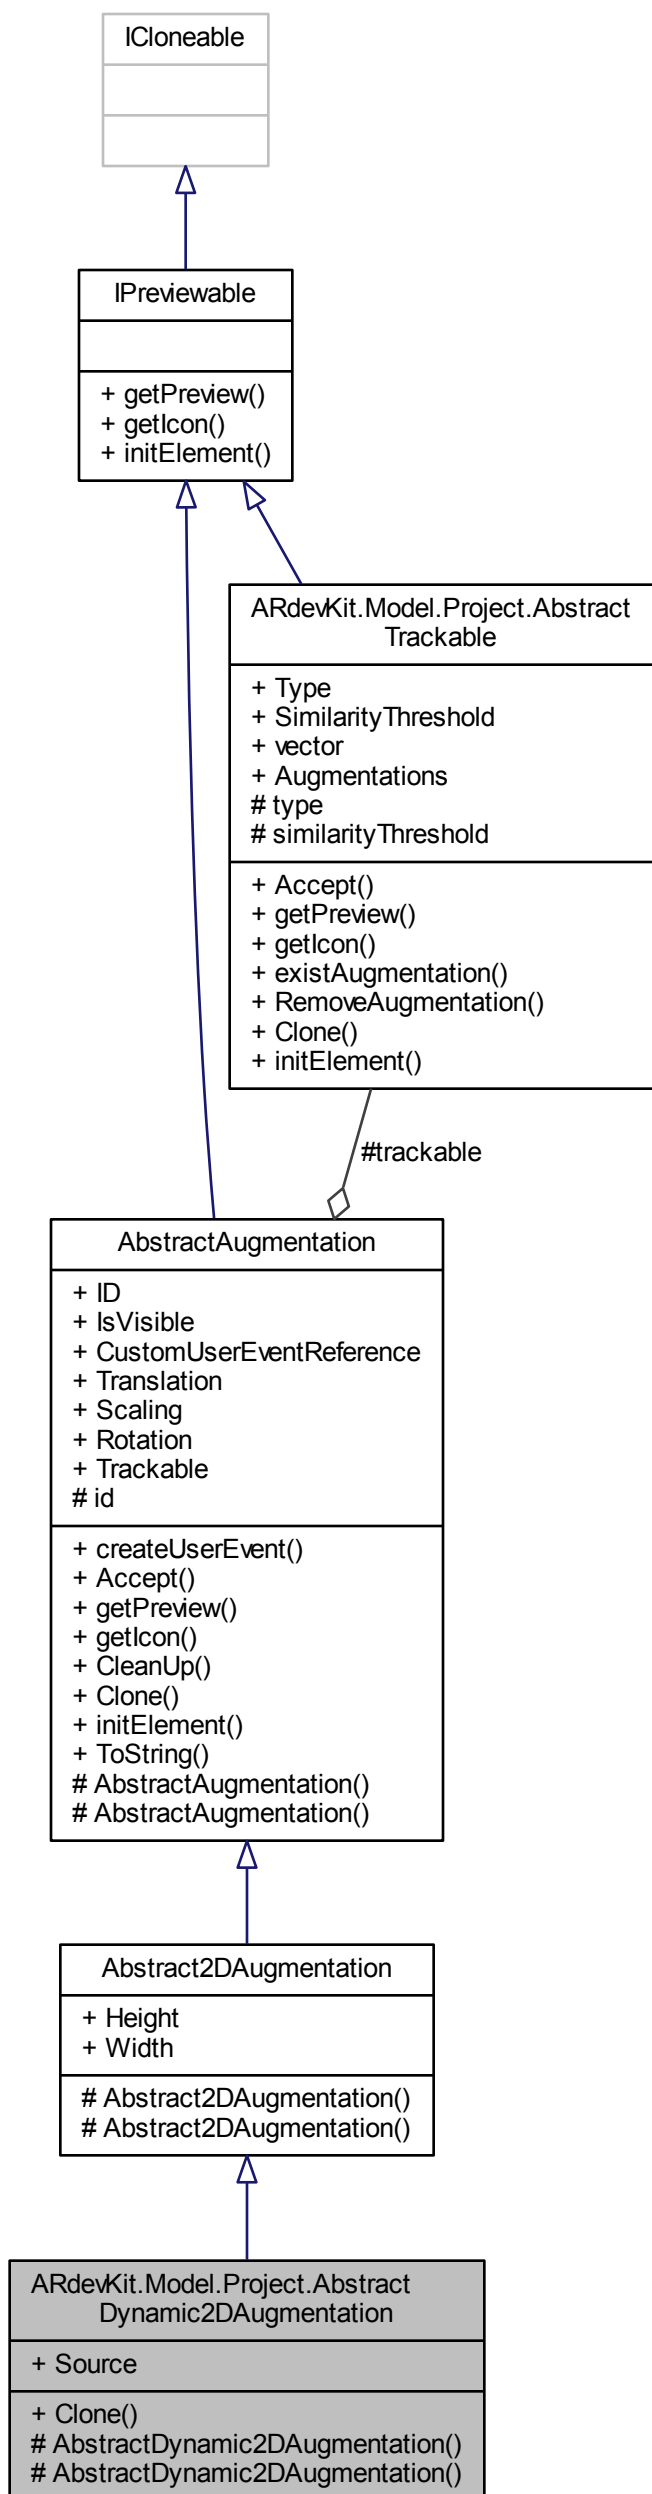 ICloneable
IPreviewable
+ getPreview()
+ getIcon()
+ initElement()
ARdevKit.Model.Project.Abstract
Trackable
+ Type
+ SimilarityThreshold
+ vector
+ Augmentations
# type
# similarityThreshold
+ Accept()
+ getPreview()
+ getIcon()
+ existAugmentation()
+ RemoveAugmentation()
+ Clone()
+ initElement()
#trackable
AbstractAugmentation
+ ID
+ IsVisible
+ CustomUserEventReference
+ Translation
+ Scaling
+ Rotation
+ Trackable
# id
+ createUserEvent()
+ Accept()
+ getPreview()
+ getIcon()
+ CleanUp()
+ Clone()
+ initElement()
+ ToString()
# AbstractAugmentation()
# AbstractAugmentation()
Abstract2DAugmentation
+ Height
+ Width
# Abstract2DAugmentation()
# Abstract2DAugmentation()
ARdevKit.Model.Project.Abstract
Dynamic2DAugmentation
+ Source
+ Clone()
# AbstractDynamic2DAugmentation()
# AbstractDynamic2DAugmentation()